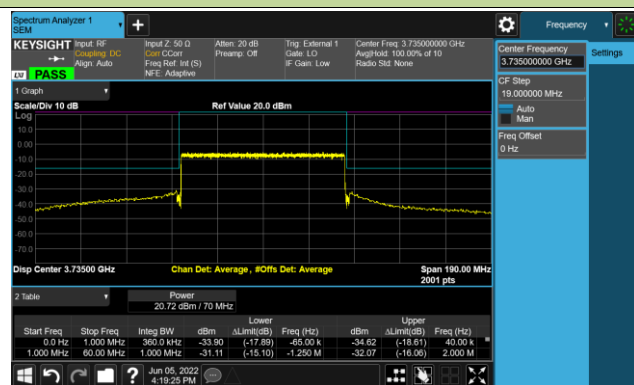 Spectrum Analyzer 1
SEM
+
Frequency
KEYSIGHT
Input: RF
Coupling: DC
Align: Auto
Input Z: 50 Ω
Corr CCorr
Freq Ref: Int (S)
NFE: Adaptive
Atten: 20 dB
Preamp: Off
Trig: External 1
Gate: LO
IF Gain: Low
Center Freq: 3.735000000 GHz
Avg|Hold: 100.00% of 10
Radio Std: None
LXI
PASS
Center Frequency
3.735000000 GHz
Settings
CF Step
19.000000 MHz
Auto
Man
Freq Offset
0 Hz
1 Graph
Scale/Div 10 dB
Ref Value 20.0 dBm
Log
10.0
0.00
-10.0
-20.0
-30.0
-40.0
-50.0
-60.0
-70.0
Disp Center 3.73500 GHz
Chan Det: Average , #Offs Det: Average
Span 190.00 MHz
2001 pts
2 Table
Power
20.72 dBm / 70 MHz
Lower
Upper
Start Freq Stop Freq Integ BW dBm ΔLimit(dB) Freq (Hz) dBm ΔLimit(dB) Freq (Hz)
0.0 Hz 1.000 MHz 360.0 kHz -33.90 (-17.89) -65.00 k -34.62 (-18.61) 40.00 k
1.000 MHz 60.00 MHz 1.000 MHz -31.11 (-15.10) -1.250 M -32.07 (-16.06) 2.000 M
?
Jun 05, 2022
4:19:25 PM